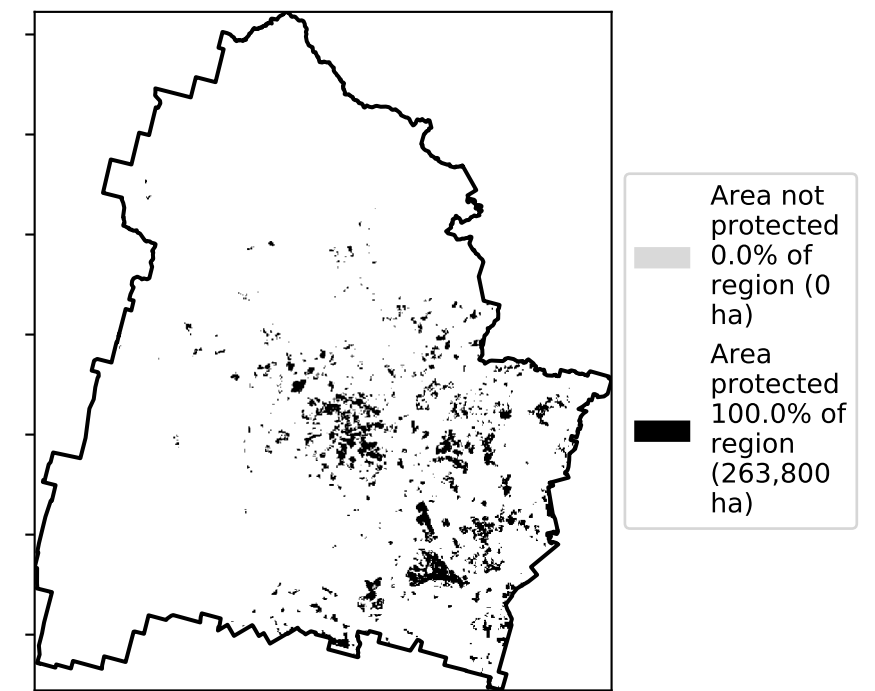 Area not
protected
0.0% of
region (0
ha)
Area
protected
100.0% of
region
(263,800
ha)